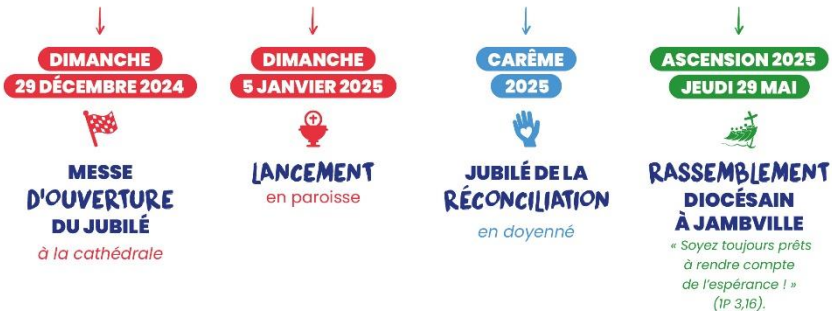 DIMANCHE
29 DÉCEMBRE 2024
MESSE
D'OUVERTURE
DU JUBILÉ
à la cathédrale
DIMANCHE
5 JANVIER 2025
LANCEMENT
en paroisse
CARÊME
2025
JUBILÉ DE LA
RÉCONCILIATION
en doyenné
ASCENSION 2025
JEUDI 29 MAI
RASSEMBLEMENT
DIOCÉSAIN
À JAMBVILLE
« Soyez toujours prêts
à rendre compte
de l'espérance ! »
(1P 3,16).